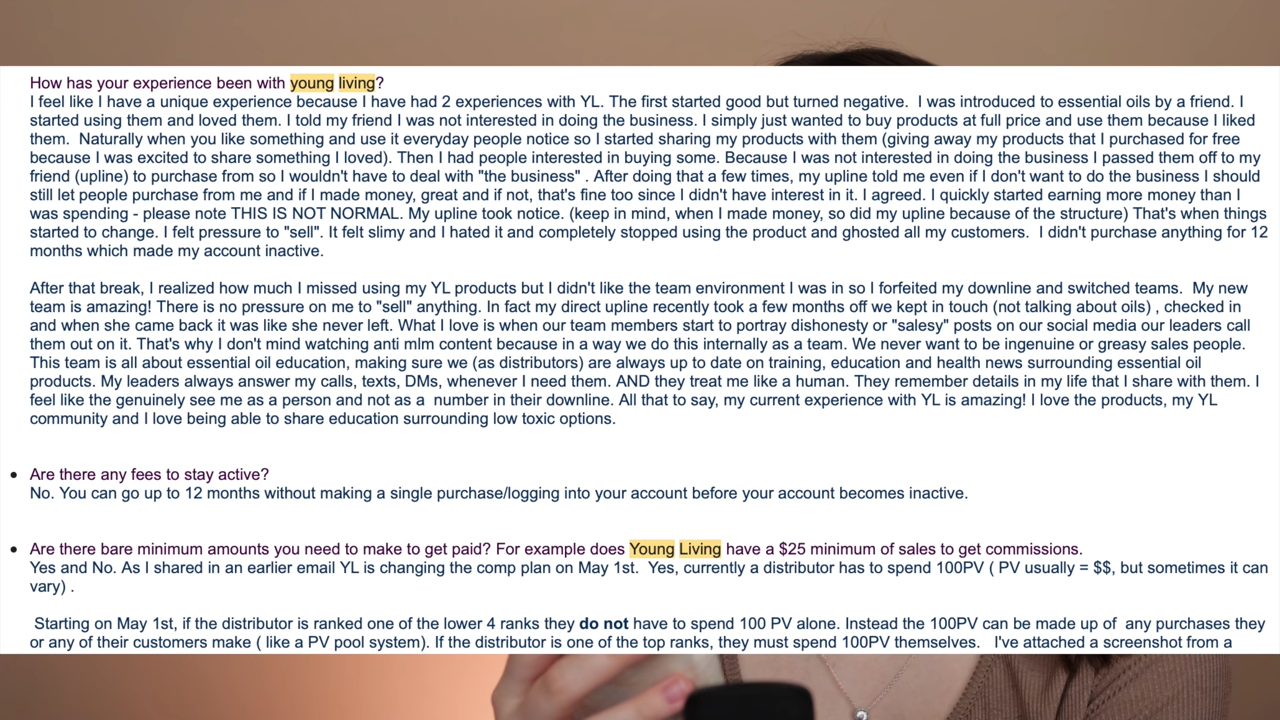 How has your experience been with young living?
I feel like I have a unique experience because I have had 2 experiences with YL. The first started good but turned negative. I was introduced to essential oils by a friend. I
started using them and loved them. I told my friend I was not interested in doing the business. I simply just wanted to buy products at full price and use them because I liked
them. Naturally when you like something and use it everyday people notice so I started sharing my products with them (giving away my products that I purchased for free
because I was excited to share something I loved). Then I had people interested in buying some. Because I was not interested in doing the business I passed them off to my
friend (upline) to purchase from so I wouldn't have to deal with "the business" . After doing that a few times, my upline told me even if I don't want to do the business I should
still let people purchase from me and if I made money, great and if not, that's fine too since I didn't have interest in it. I agreed. I quickly started earning more money than I
was spending - please note THIS IS NOT NORMAL. My upline took notice. (keep in mind, when I made money, so did my upline because of the structure) That's when things
started to change. I felt pressure to "sell". It felt slimy and I hated it and completely stopped using the product and ghosted all my customers. I didn't purchase anything for 12
months which made my account inactive.
After that break, I realized how much I missed using my YL products but I didn't like the team environment I was in so I forfeited my downline and switched teams. My new
team is amazing! There is no pressure on me to "sell" anything. In fact my direct upline recently took a few months off we kept in touch (not talking about oils) , checked in
and when she came back it was like she never left. What I love is when our team members start to portray dishonesty or "salesy" posts on our social media our leaders call
them out on it. That's why I don't mind watching anti mlm content because in a way we do this internally as a team. We never want to be ingenuine or greasy sales people.
This team is all about essential oil education, making sure we (as distributors) are always up to date on training, education and health news surrounding essential oil
products. My leaders always answer my calls, texts, DMs, whenever I need them. AND they treat me like a human. They remember details in my life that I share with them. I
feel like the genuinely see me as a person and not as a number in their downline. All that to say, my current experience with YL is amazing! I love the products, my YL
community and I love being able to share education surrounding low toxic options.
• Are there any fees to stay active?
No. You can go up to 12 months without making a single purchase/logging into your account before your account becomes inactive.
• Are there bare minimum amounts you need to make to get paid? For example does Young Living have a $25 minimum of sales to get commissions.
Yes and No. As I shared in an earlier email YL is changing the comp plan on May 1st. Yes, currently a distributor has to spend 100PV ( PV usually = $$, but sometimes it can
vary) .
Starting on May 1st, if the distributor is ranked one of the lower 4 ranks they do not have to spend 100 PV alone. Instead the 100PV can be made up of any purchases they
or any of their customers make ( like a PV pool system). If the distributor is one of the top ranks, they must spend 100PV themselves. I've attached a screenshot from a